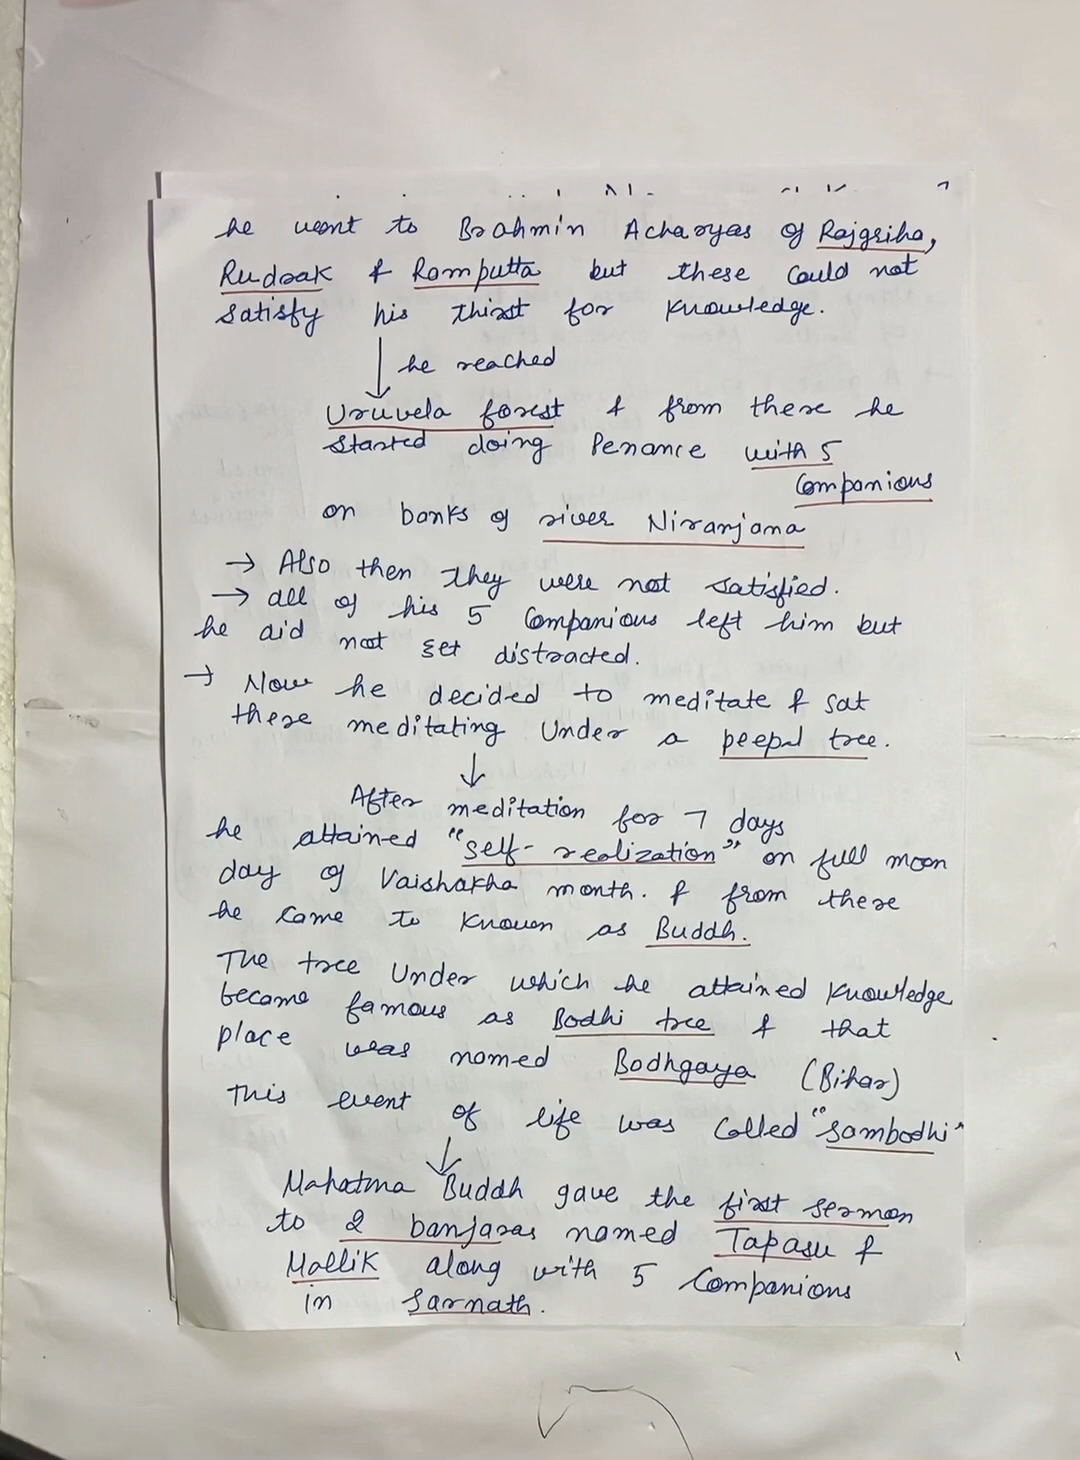 he went to Brahmin Acharyas of Rajgriha,
Rudrak & Ramputta but these could not
satisfy his thirst for knowledge.
he reached
Uruvela forest & from there he
started doing Penance with 5
Companions
on banks of river Niranjana
→ Also then they were not satisfied.
→ all of his 5 Companions left him but
he did not get distracted.
→ Now he decided to meditate & sat
there meditating Under a peepal tree.
After meditation for 7 days
he attained "self-realization" on full moon
day of Vaishakha month. & from there
he came to known as Buddh.
The tree Under which he attained knowledge
became famous as Bodhi tree & that
place was named Bodhgaya (Bihar)
This event of life was called "Sambodhi"
Mahatma Buddh gave the first sermon
to 2 banjaras named Tapasu &
Mallik along with 5 Companions
in Sarnath.